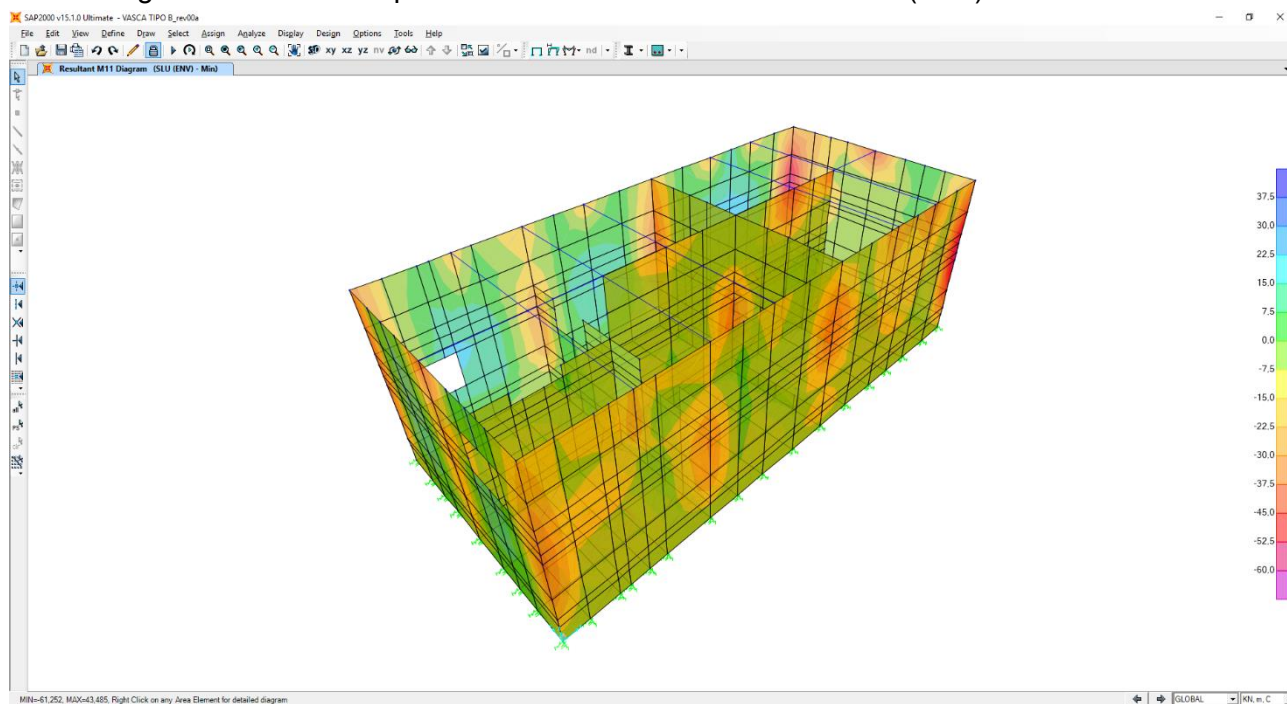 SAP2000 v15.1.0 Ultimate - VASCA TIPO B_rev00a
File Edit View Define Draw Select Assign Analyze Display Design Options Tools Help
xy xz yz nv
nd
Resultant M11 Diagram (SLU (ENV) - Min)
37.5
30.0
22.5
15.0
7.5
0.0
-7.5
-15.0
-22.5
-30.0
-37.5
-45.0
-52.5
-60.0
MIN=-61,252, MAX=43,485, Right Click on any Area Element for detailed diagram
GLOBAL
KN, m, C